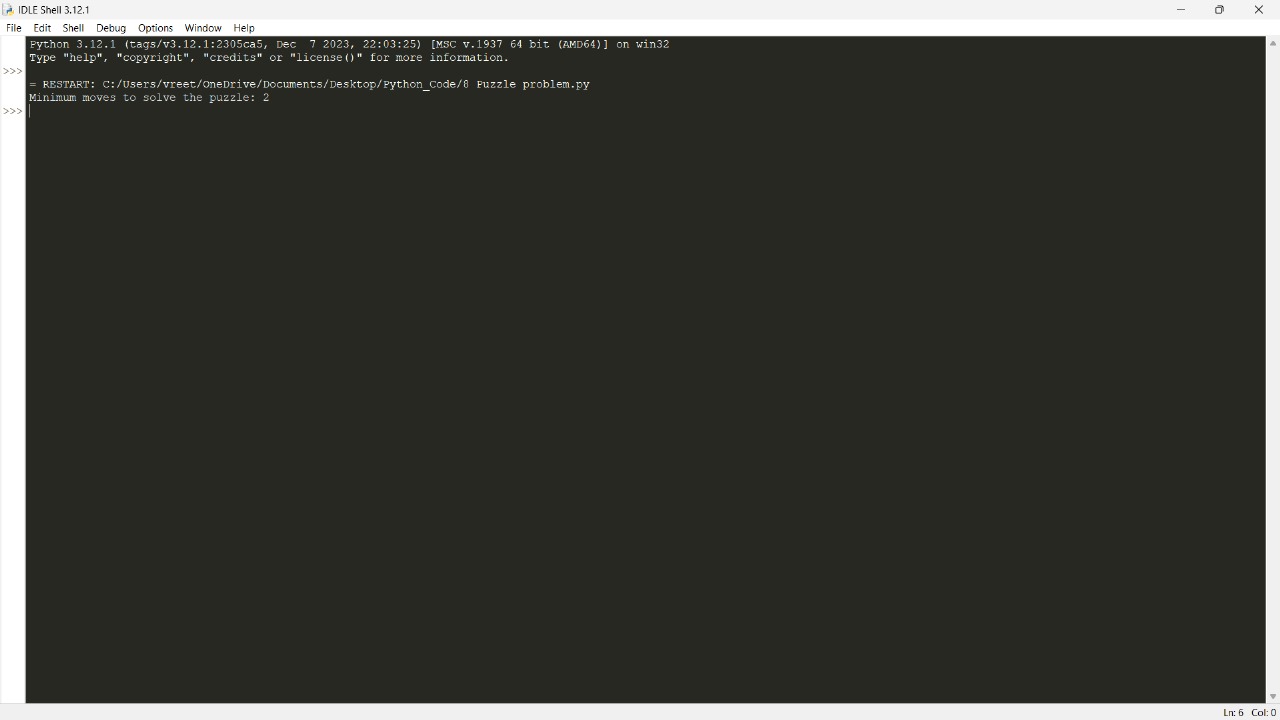 IDLE Shell 3.12.1
File Edit Shell Debug Options Window Help
Python 3.12.1 (tags/v3.12.1:2305ca5, Dec  7 2023, 22:03:25) [MSC v.1937 64 bit (AMD64)] on win32
Type "help", "copyright", "credits" or "license()" for more information.
>>>
= RESTART: C:/Users/vreet/OneDrive/Documents/Desktop/Python_Code/8 Puzzle problem.py
Minimum moves to solve the puzzle: 2
>>>
Ln: 6 Col: 0